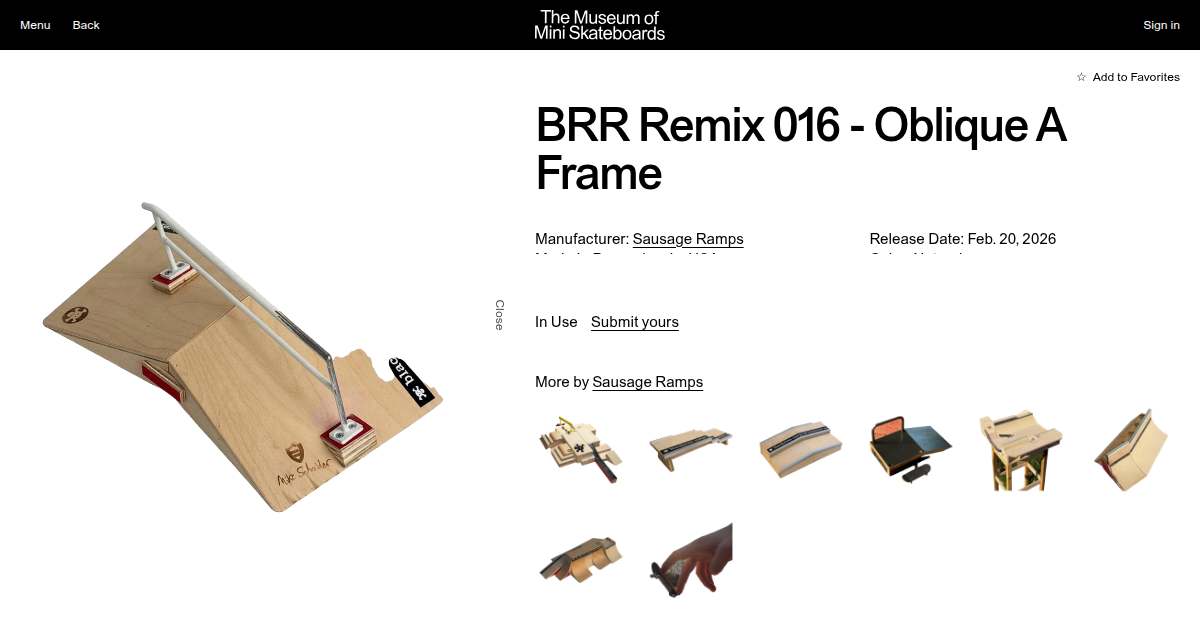 Menu
Back
The Museum of
Mini Skateboards
Sign in
☆ Add to Favorites
BRR Remix 016 - Oblique A
Frame
Manufacturer: Sausage Ramps
Release Date: Feb. 20, 2026
Close
In Use
Submit yours
More by Sausage Ramps
blac